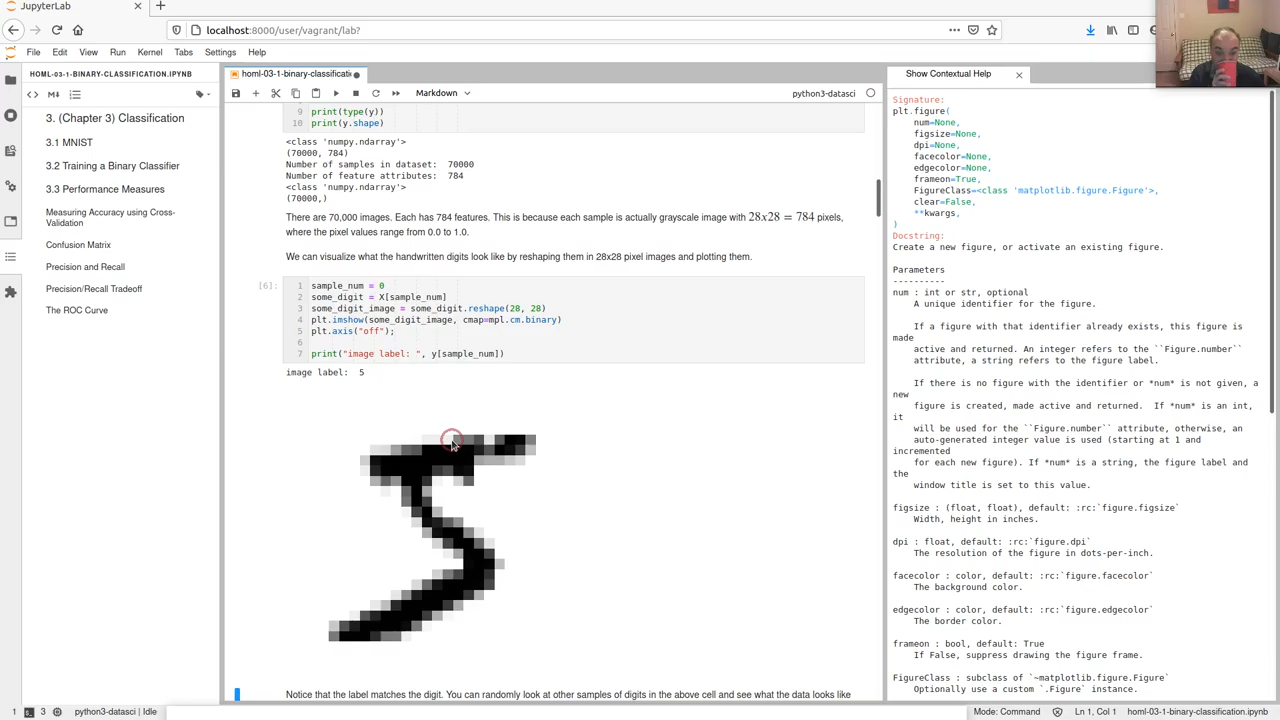 JupyterLab
localhost:8000/user/vagrant/lab?
File Edit View Run Kernel Tabs Settings Help
HOML-03-1-BINARY-CLASSIFICATION.IPYNB
3. (Chapter 3) Classification
3.1 MNIST
3.2 Training a Binary Classifier
3.3 Performance Measures
Measuring Accuracy using Cross-
Validation
Confusion Matrix
Precision and Recall
Precision/Recall Tradeoff
The ROC Curve
homl-03-1-binary-classificati
Markdown
python3-datasci
9 print(type(y))
10 print(y.shape)
<class 'numpy.ndarray'>
(70000, 784)
Number of samples in dataset:  70000
Number of feature attributes:  784
<class 'numpy.ndarray'>
(70000,)
There are 70,000 images. Each has 784 features. This is because each sample is actually grayscale image with 28x28 = 784 pixels,
where the pixel values range from 0.0 to 1.0.
We can visualize what the handwritten digits look like by reshaping them in 28x28 pixel images and plotting them.
[6]:
1 sample_num = 0
2 some_digit = X[sample_num]
3 some_digit_image = some_digit.reshape(28, 28)
4 plt.imshow(some_digit_image, cmap=mpl.cm.binary)
5 plt.axis("off");
6
7 print("image label: ", y[sample_num])
image label:  5
5
Notice that the label matches the digit. You can randomly look at other samples of digits in the above cell and see what the data looks like
Show Contextual Help
Signature:
plt.figure(
num=None,
figsize=None,
dpi=None,
facecolor=None,
edgecolor=None,
frameon=True,
FigureClass=<class 'matplotlib.figure.Figure'>,
clear=False,
**kwargs,
)
Docstring:
Create a new figure, or activate an existing figure.
Parameters
----------
num : int or str, optional
A unique identifier for the figure.
If a figure with that identifier already exists, this figure is
made
active and returned. An integer refers to the ``Figure.number``
attribute, a string refers to the figure label.
If there is no figure with the identifier or *num* is not given, a
new
figure is created, made active and returned.  If *num* is an int,
it
will be used for the ``Figure.number`` attribute, otherwise, an
auto-generated integer value is used (starting at 1 and
incremented
for each new figure). If *num* is a string, the figure label and
the
window title is set to this value.
figsize : (float, float), default: :rc:`figure.figsize`
Width, height in inches.
dpi : float, default: :rc:`figure.dpi`
The resolution of the figure in dots-per-inch.
facecolor : color, default: :rc:`figure.facecolor`
The background color.
edgecolor : color, default: :rc:`figure.edgecolor`
The border color.
frameon : bool, default: True
If False, suppress drawing the figure frame.
FigureClass : subclass of `~matplotlib.figure.Figure`
Optionally use a custom `.Figure` instance.
1 3 python3-datasci | Idle
Mode: Command Ln 1, Col 1 homl-03-1-binary-classification.ipynb